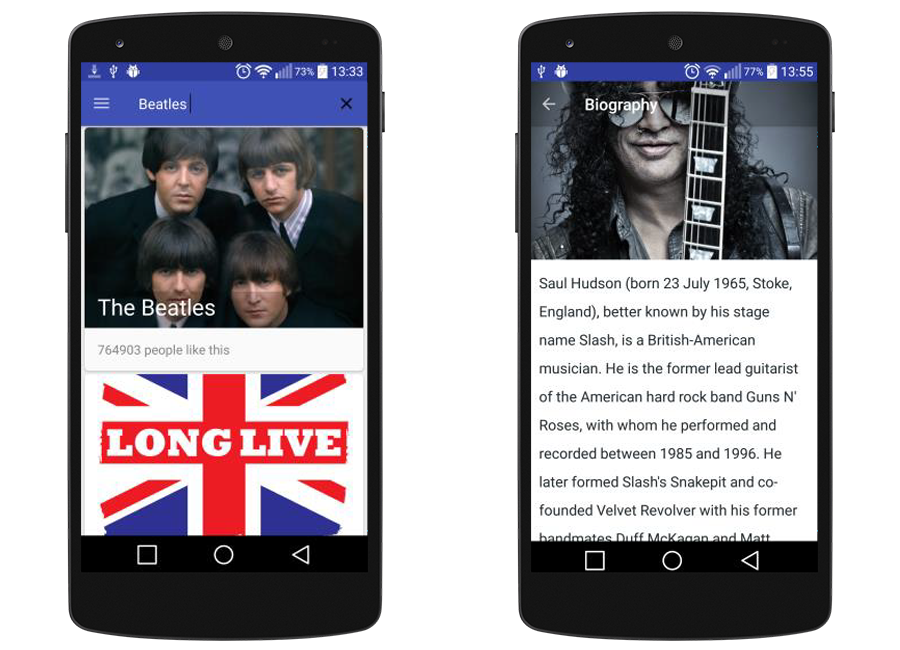 73% 13:33
Beatles
The Beatles
764903 people like this
LONG LIVE
77% 13:55
Biography
Saul Hudson (born 23 July 1965, Stoke,
England), better known by his stage
name Slash, is a British-American
musician. He is the former lead guitarist
of the American hard rock band Guns N'
Roses, with whom he performed and
recorded between 1985 and 1996. He
later formed Slash's Snakepit and co-
founded Velvet Revolver with his former
bandmates Duff McKagan and Matt